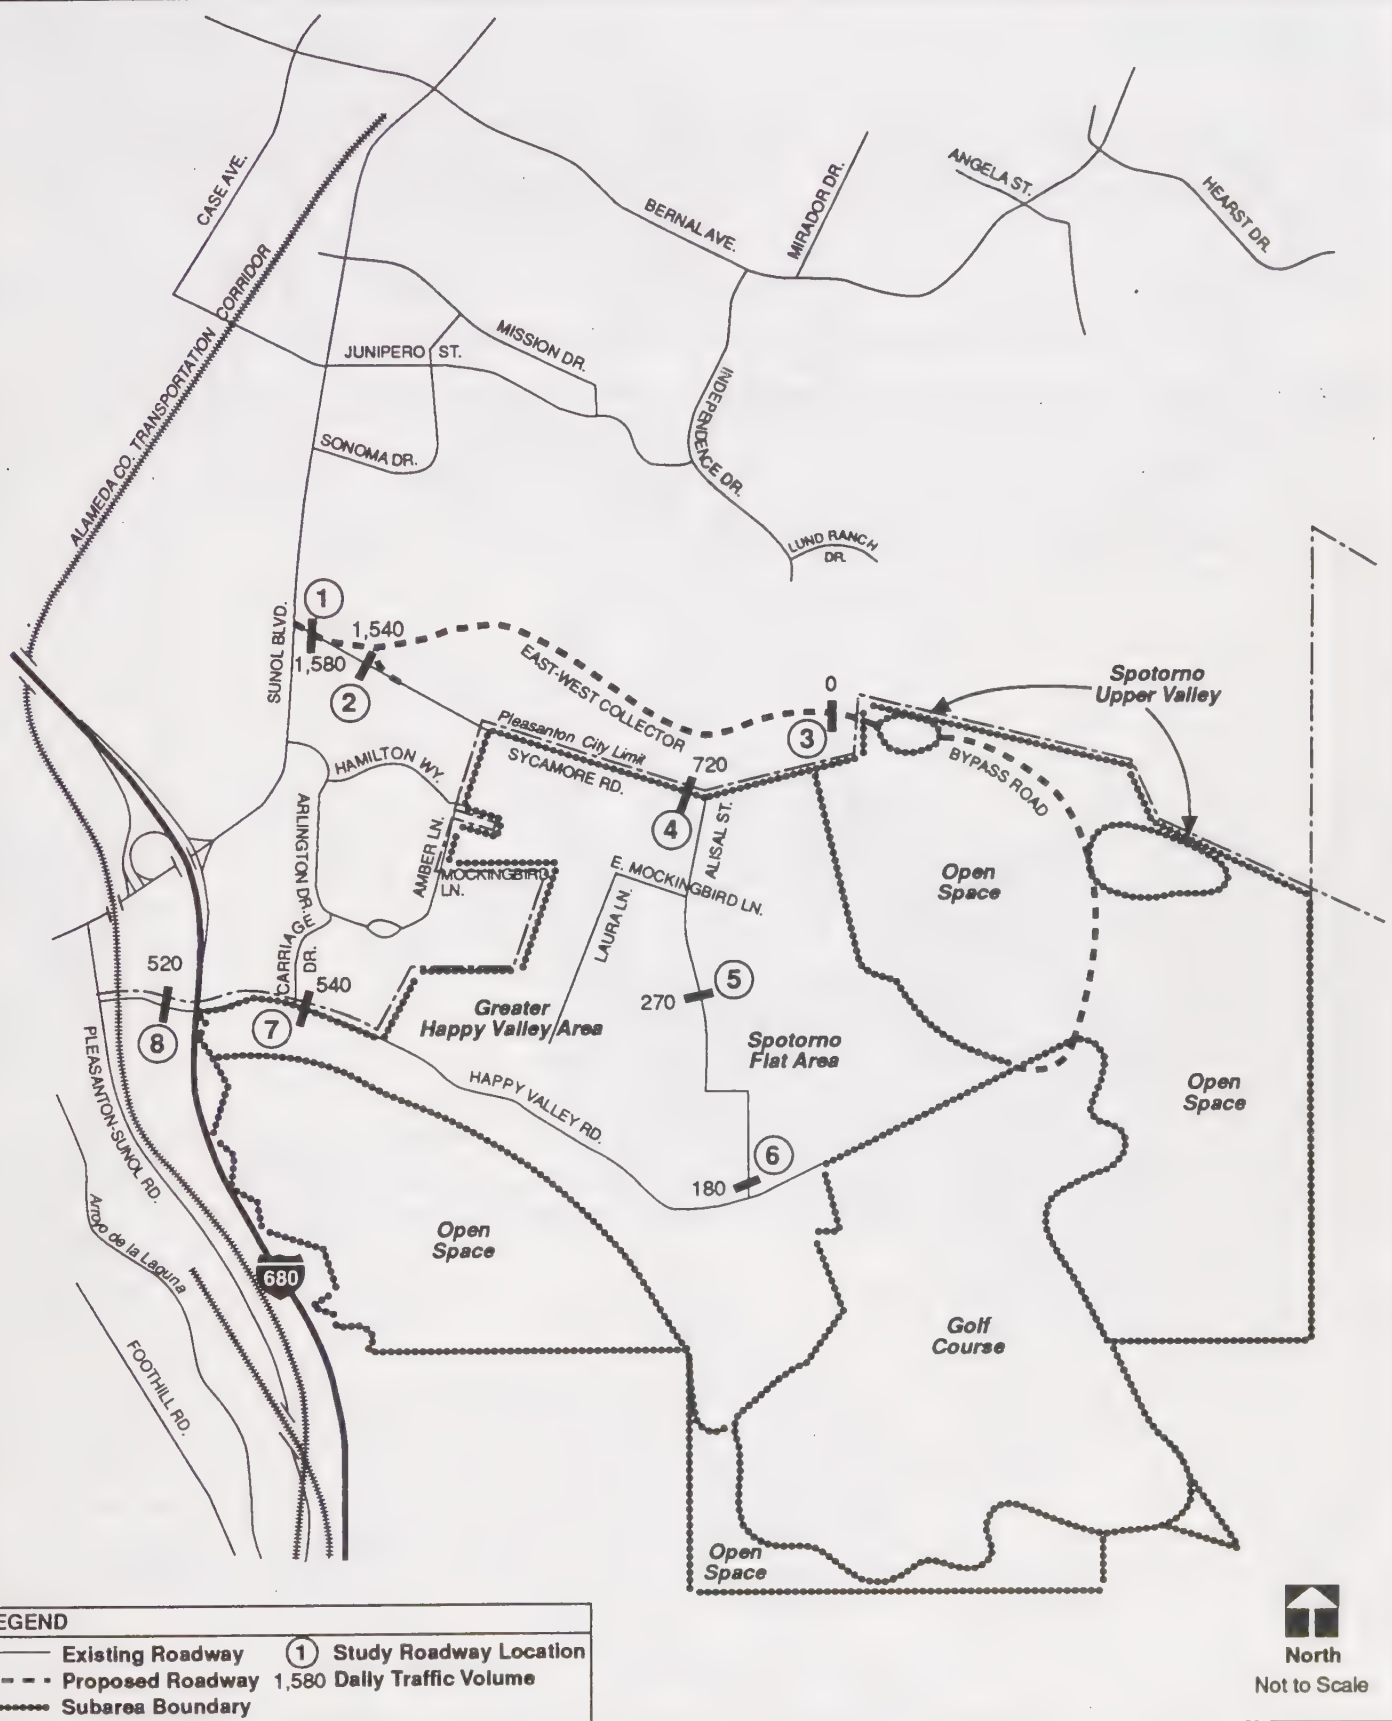 CASE AVE.
BERNAL AVE.
MIRADOR DR.
ANGELA ST.
HEARST DR.
ALAMEDA CO. TRANSPORTATION CORRIDOR
JUNIPERO ST.
MISSION DR.
INDEPENDENCE DR.
SONOMA DR.
LUND RANCH
DR.
SUNOL BLVD.
1
1,540
1,580
2
EAST-WEST COLLECTOR
0
3
Spotorno
Upper Valley
Pleasanton City Limit
SYCAMORE RD.
720
4
BYPASS ROAD
HAMILTON WY.
ARLINGTON DR.
AMBER LN.
MOCKINGBIRD
LN.
ALISAL ST.
E. MOCKINGBIRD LN.
LAURA LN.
Open
Space
CARRIAGE
DR.
520
8
540
7
Greater
Happy Valley Area
5
270
Spotorno
Flat Area
Open
Space
PLEASANTON-SUNOL RD.
HAPPY VALLEY RD.
6
180
Arroyo de la Laguna
Open
Space
680
FOOTHILL RD.
Golf
Course
Open
Space
EGEND
Existing Roadway
1 Study Roadway Location
Proposed Roadway
1,580 Daily Traffic Volume
Subarea Boundary
North
Not to Scale